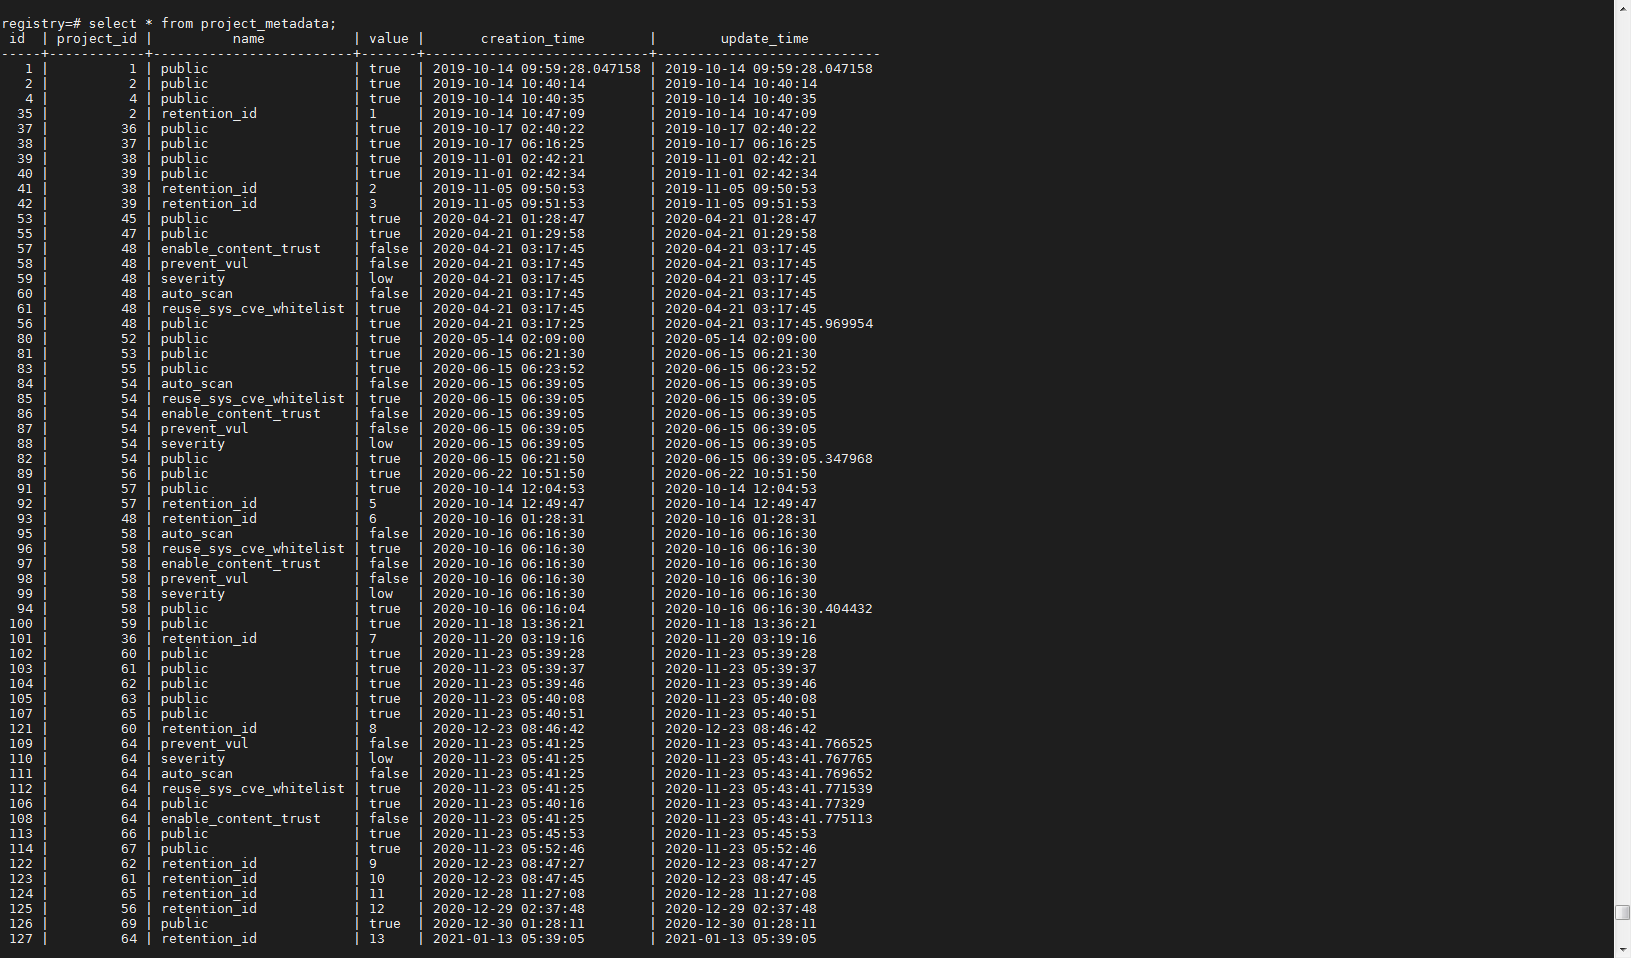 registry=# select * from project_metadata;
 id  | project_id |          name           | value |       creation_time        |        update_time
-----+------------+-------------------------+-------+----------------------------+----------------------------
   1 |          1 | public                  | true  | 2019-10-14 09:59:28.047158 | 2019-10-14 09:59:28.047158
   2 |          2 | public                  | true  | 2019-10-14 10:40:14        | 2019-10-14 10:40:14
   4 |          4 | public                  | true  | 2019-10-14 10:40:35        | 2019-10-14 10:40:35
  35 |          2 | retention_id            | 1     | 2019-10-14 10:47:09        | 2019-10-14 10:47:09
  37 |         36 | public                  | true  | 2019-10-17 02:40:22        | 2019-10-17 02:40:22
  38 |         37 | public                  | true  | 2019-10-17 06:16:25        | 2019-10-17 06:16:25
  39 |         38 | public                  | true  | 2019-11-01 02:42:21        | 2019-11-01 02:42:21
  40 |         39 | public                  | true  | 2019-11-01 02:42:34        | 2019-11-01 02:42:34
  41 |         38 | retention_id            | 2     | 2019-11-05 09:50:53        | 2019-11-05 09:50:53
  42 |         39 | retention_id            | 3     | 2019-11-05 09:51:53        | 2019-11-05 09:51:53
  53 |         45 | public                  | true  | 2020-04-21 01:28:47        | 2020-04-21 01:28:47
  55 |         47 | public                  | true  | 2020-04-21 01:29:58        | 2020-04-21 01:29:58
  57 |         48 | enable_content_trust    | false | 2020-04-21 03:17:45        | 2020-04-21 03:17:45
  58 |         48 | prevent_vul             | false | 2020-04-21 03:17:45        | 2020-04-21 03:17:45
  59 |         48 | severity                | low   | 2020-04-21 03:17:45        | 2020-04-21 03:17:45
  60 |         48 | auto_scan               | false | 2020-04-21 03:17:45        | 2020-04-21 03:17:45
  61 |         48 | reuse_sys_cve_whitelist | true  | 2020-04-21 03:17:45        | 2020-04-21 03:17:45
  56 |         48 | public                  | true  | 2020-04-21 03:17:25        | 2020-04-21 03:17:45.969954
  80 |         52 | public                  | true  | 2020-05-14 02:09:00        | 2020-05-14 02:09:00
  81 |         53 | public                  | true  | 2020-06-15 06:21:30        | 2020-06-15 06:21:30
  83 |         55 | public                  | true  | 2020-06-15 06:23:52        | 2020-06-15 06:23:52
  84 |         54 | auto_scan               | false | 2020-06-15 06:39:05        | 2020-06-15 06:39:05
  85 |         54 | reuse_sys_cve_whitelist | true  | 2020-06-15 06:39:05        | 2020-06-15 06:39:05
  86 |         54 | enable_content_trust    | false | 2020-06-15 06:39:05        | 2020-06-15 06:39:05
  87 |         54 | prevent_vul             | false | 2020-06-15 06:39:05        | 2020-06-15 06:39:05
  88 |         54 | severity                | low   | 2020-06-15 06:39:05        | 2020-06-15 06:39:05
  82 |         54 | public                  | true  | 2020-06-15 06:21:50        | 2020-06-15 06:39:05.347968
  89 |         56 | public                  | true  | 2020-06-22 10:51:50        | 2020-06-22 10:51:50
  91 |         57 | public                  | true  | 2020-10-14 12:04:53        | 2020-10-14 12:04:53
  92 |         57 | retention_id            | 5     | 2020-10-14 12:49:47        | 2020-10-14 12:49:47
  93 |         48 | retention_id            | 6     | 2020-10-16 01:28:31        | 2020-10-16 01:28:31
  95 |         58 | auto_scan               | false | 2020-10-16 06:16:30        | 2020-10-16 06:16:30
  96 |         58 | reuse_sys_cve_whitelist | true  | 2020-10-16 06:16:30        | 2020-10-16 06:16:30
  97 |         58 | enable_content_trust    | false | 2020-10-16 06:16:30        | 2020-10-16 06:16:30
  98 |         58 | prevent_vul             | false | 2020-10-16 06:16:30        | 2020-10-16 06:16:30
  99 |         58 | severity                | low   | 2020-10-16 06:16:30        | 2020-10-16 06:16:30
  94 |         58 | public                  | true  | 2020-10-16 06:16:04        | 2020-10-16 06:16:30.404432
 100 |         59 | public                  | true  | 2020-11-18 13:36:21        | 2020-11-18 13:36:21
 101 |         36 | retention_id            | 7     | 2020-11-20 03:19:16        | 2020-11-20 03:19:16
 102 |         60 | public                  | true  | 2020-11-23 05:39:28        | 2020-11-23 05:39:28
 103 |         61 | public                  | true  | 2020-11-23 05:39:37        | 2020-11-23 05:39:37
 104 |         62 | public                  | true  | 2020-11-23 05:39:46        | 2020-11-23 05:39:46
 105 |         63 | public                  | true  | 2020-11-23 05:40:08        | 2020-11-23 05:40:08
 107 |         65 | public                  | true  | 2020-11-23 05:40:51        | 2020-11-23 05:40:51
 121 |         60 | retention_id            | 8     | 2020-12-23 08:46:42        | 2020-12-23 08:46:42
 109 |         64 | prevent_vul             | false | 2020-11-23 05:41:25        | 2020-11-23 05:43:41.766525
 110 |         64 | severity                | low   | 2020-11-23 05:41:25        | 2020-11-23 05:43:41.767765
 111 |         64 | auto_scan               | false | 2020-11-23 05:41:25        | 2020-11-23 05:43:41.769652
 112 |         64 | reuse_sys_cve_whitelist | true  | 2020-11-23 05:41:25        | 2020-11-23 05:43:41.771539
 106 |         64 | public                  | true  | 2020-11-23 05:40:16        | 2020-11-23 05:43:41.77329
 108 |         64 | enable_content_trust    | false | 2020-11-23 05:41:25        | 2020-11-23 05:43:41.775113
 113 |         66 | public                  | true  | 2020-11-23 05:45:53        | 2020-11-23 05:45:53
 114 |         67 | public                  | true  | 2020-11-23 05:52:46        | 2020-11-23 05:52:46
 122 |         62 | retention_id            | 9     | 2020-12-23 08:47:27        | 2020-12-23 08:47:27
 123 |         61 | retention_id            | 10    | 2020-12-23 08:47:45        | 2020-12-23 08:47:45
 124 |         65 | retention_id            | 11    | 2020-12-28 11:27:08        | 2020-12-28 11:27:08
 125 |         56 | retention_id            | 12    | 2020-12-29 02:37:48        | 2020-12-29 02:37:48
 126 |         69 | public                  | true  | 2020-12-30 01:28:11        | 2020-12-30 01:28:11
 127 |         64 | retention_id            | 13    | 2021-01-13 05:39:05        | 2021-01-13 05:39:05